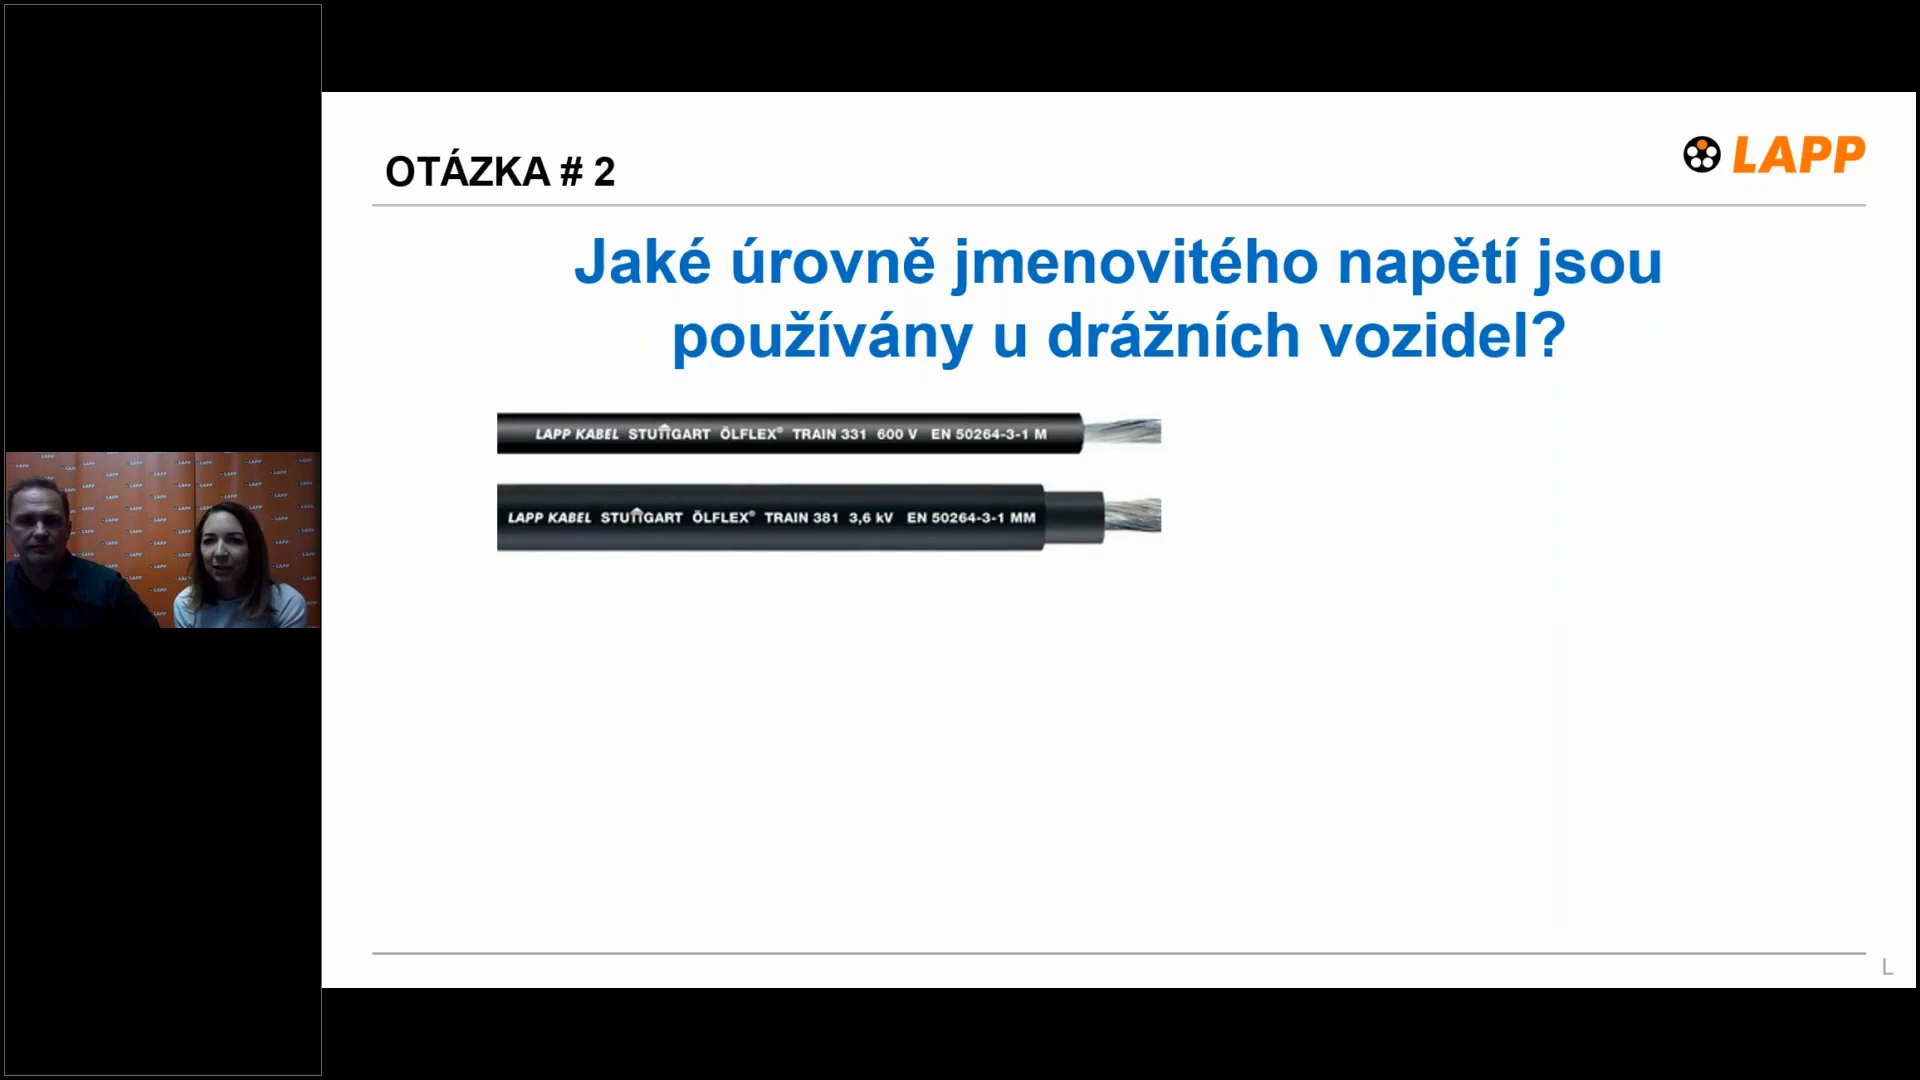 OTÁZKA # 2
LAPP
Jaké úrovně jmenovitého napětí jsou
používány u drážních vozidel?
LAPP KABEL STUTTGART ÖLFLEX® TRAIN 331 600 V EN 50264-3-1 M
LAPP KABEL STUTTGART ÖLFLEX® TRAIN 381 3,6 kV EN 50264-3-1 MM
L